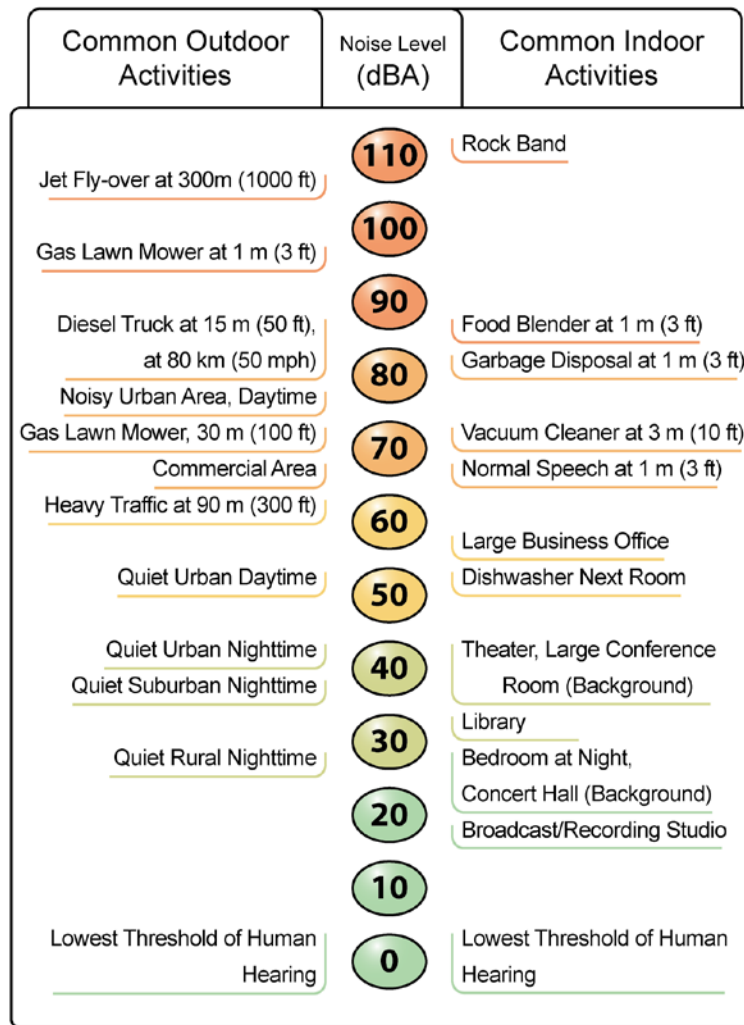 Common Outdoor
Activities
Noise Level
(dBA)
Common Indoor
Activities
110
Rock Band
Jet Fly-over at 300m (1000 ft)
100
Gas Lawn Mower at 1 m (3 ft)
90
Diesel Truck at 15 m (50 ft),
Food Blender at 1 m (3 ft)
at 80 km (50 mph)
80
Garbage Disposal at 1 m (3 ft)
Noisy Urban Area, Daytime
Gas Lawn Mower, 30 m (100 ft)
70
Vacuum Cleaner at 3 m (10 ft)
Commercial Area
Normal Speech at 1 m (3 ft)
Heavy Traffic at 90 m (300 ft)
60
Large Business Office
Quiet Urban Daytime
50
Dishwasher Next Room
Quiet Urban Nighttime
40
Theater, Large Conference
Quiet Suburban Nighttime
Room (Background)
30
Library
Quiet Rural Nighttime
Bedroom at Night,
Concert Hall (Background)
20
Broadcast/Recording Studio
10
Lowest Threshold of Human
Hearing
0
Lowest Threshold of Human
Hearing